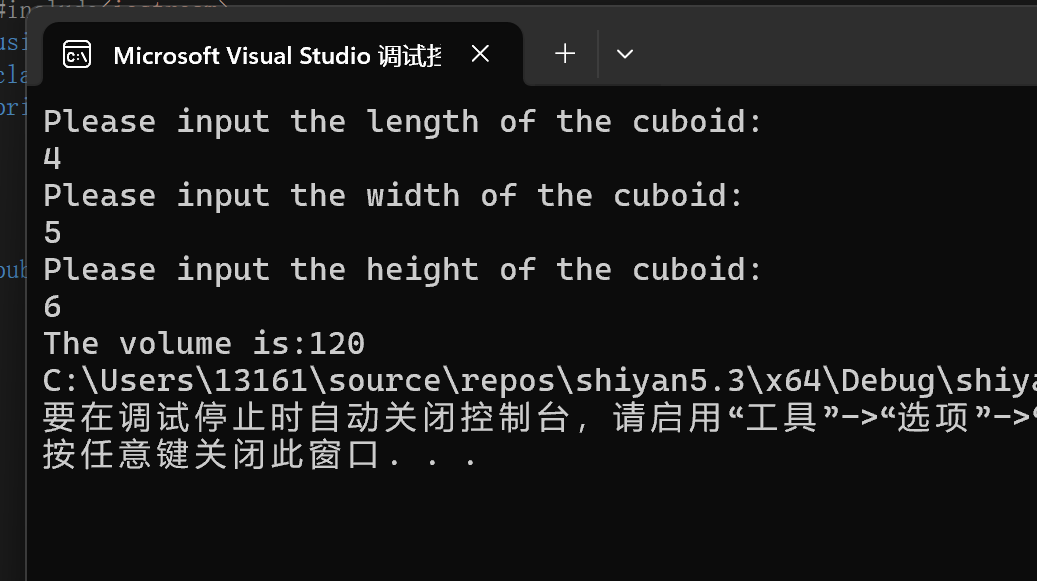 Microsoft Visual Studio 调试
Please input the length of the cuboid:
4
Please input the width of the cuboid:
5
Please input the height of the cuboid:
6
The volume is:120
C:\Users\13161\source\repos\shiyan5.3\x64\Debug\shiya
要在调试停止时自动关闭控制台，请启用“工具”->“选项”->“
按任意键关闭此窗口. . .